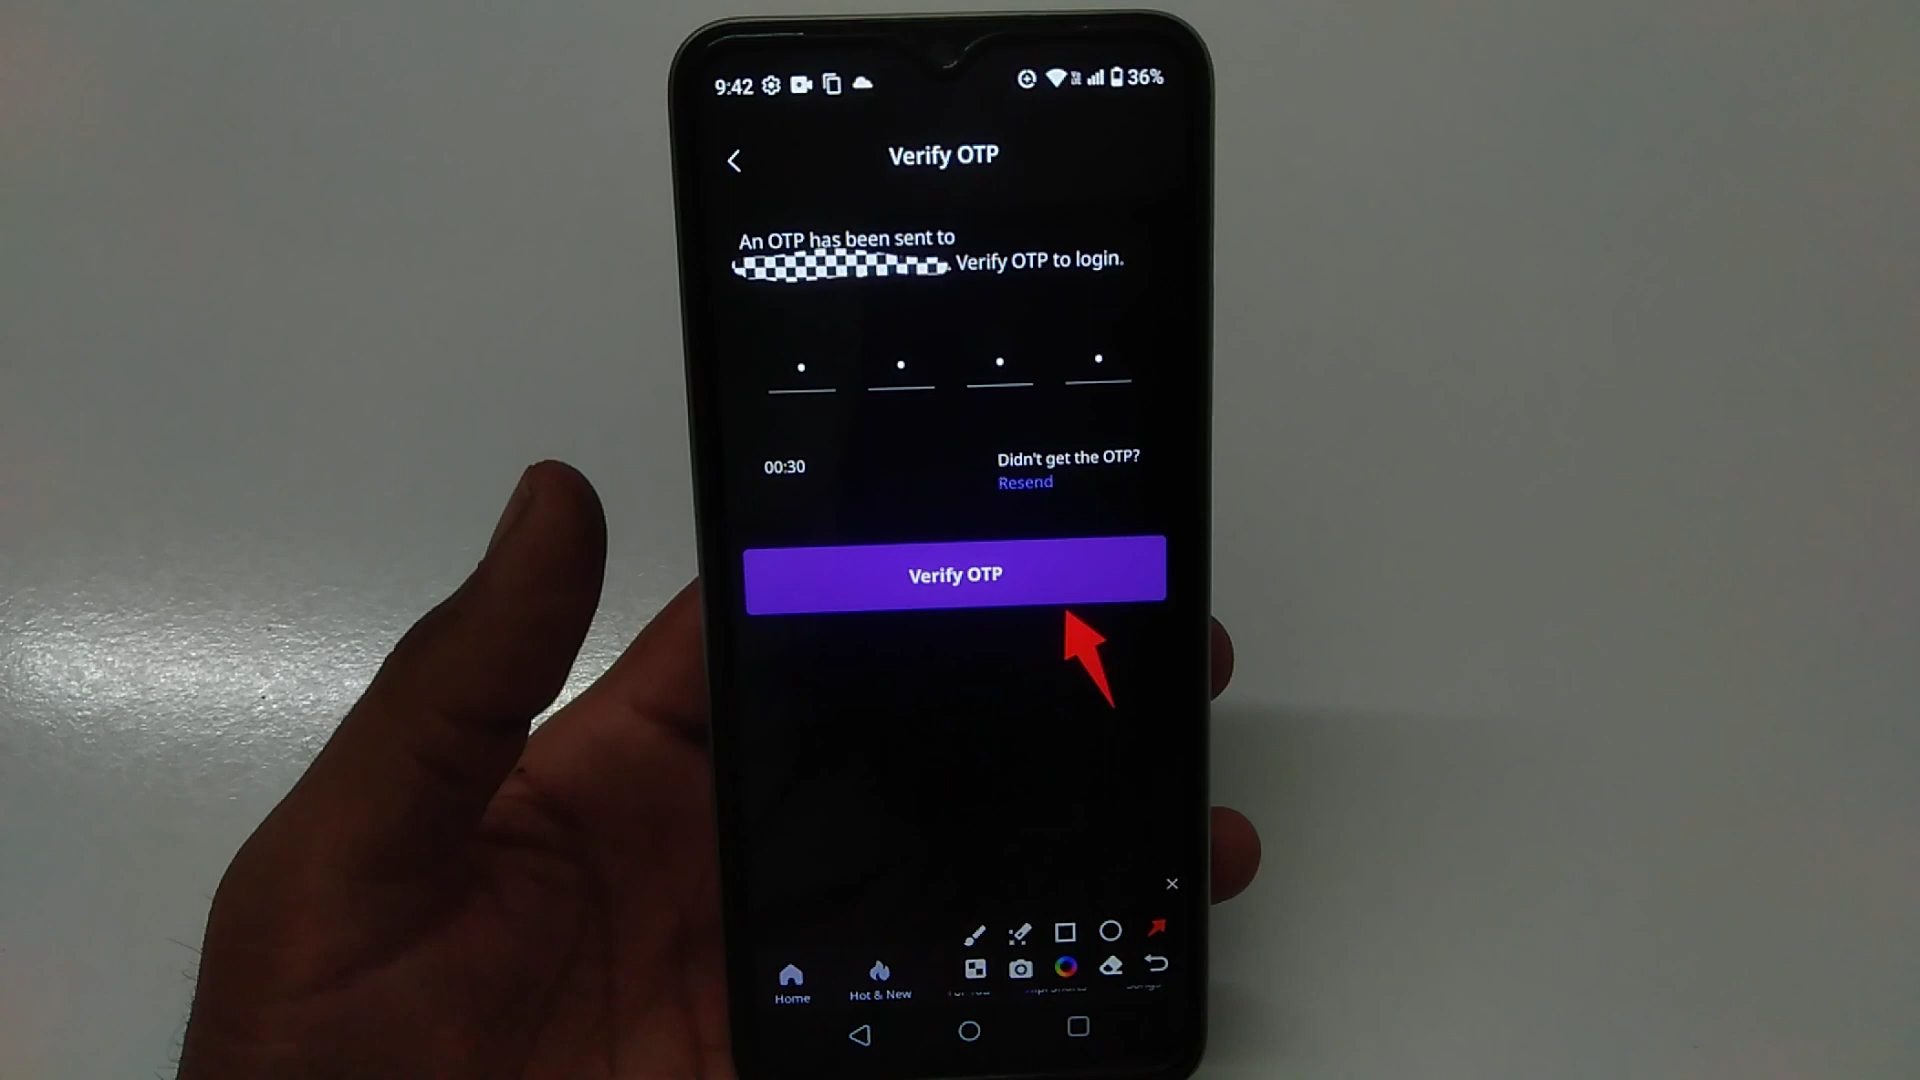 9:42
36%
Verify OTP
An OTP has been sent to
. Verify OTP to login.
00:30
Didn't get the OTP?
Resend
Verify OTP
Home
Hot & New